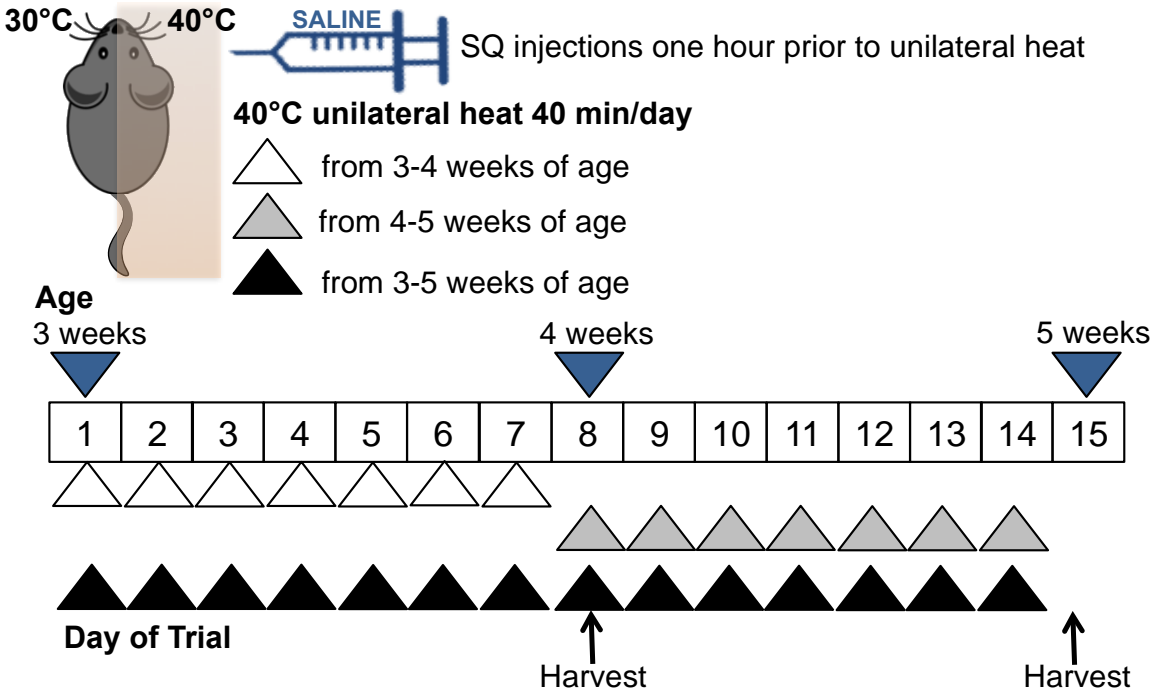 30°C 40°C SALINE
SQ injections one hour prior to unilateral heat
40°C unilateral heat 40 min/day
from 3-4 weeks of age
from 4-5 weeks of age
from 3-5 weeks of age
Age
3 weeks 4 weeks 5 weeks
1 2 3 4 5 6 7 8 9 10 11 12 13 14 15
Day of Trial
Harvest Harvest